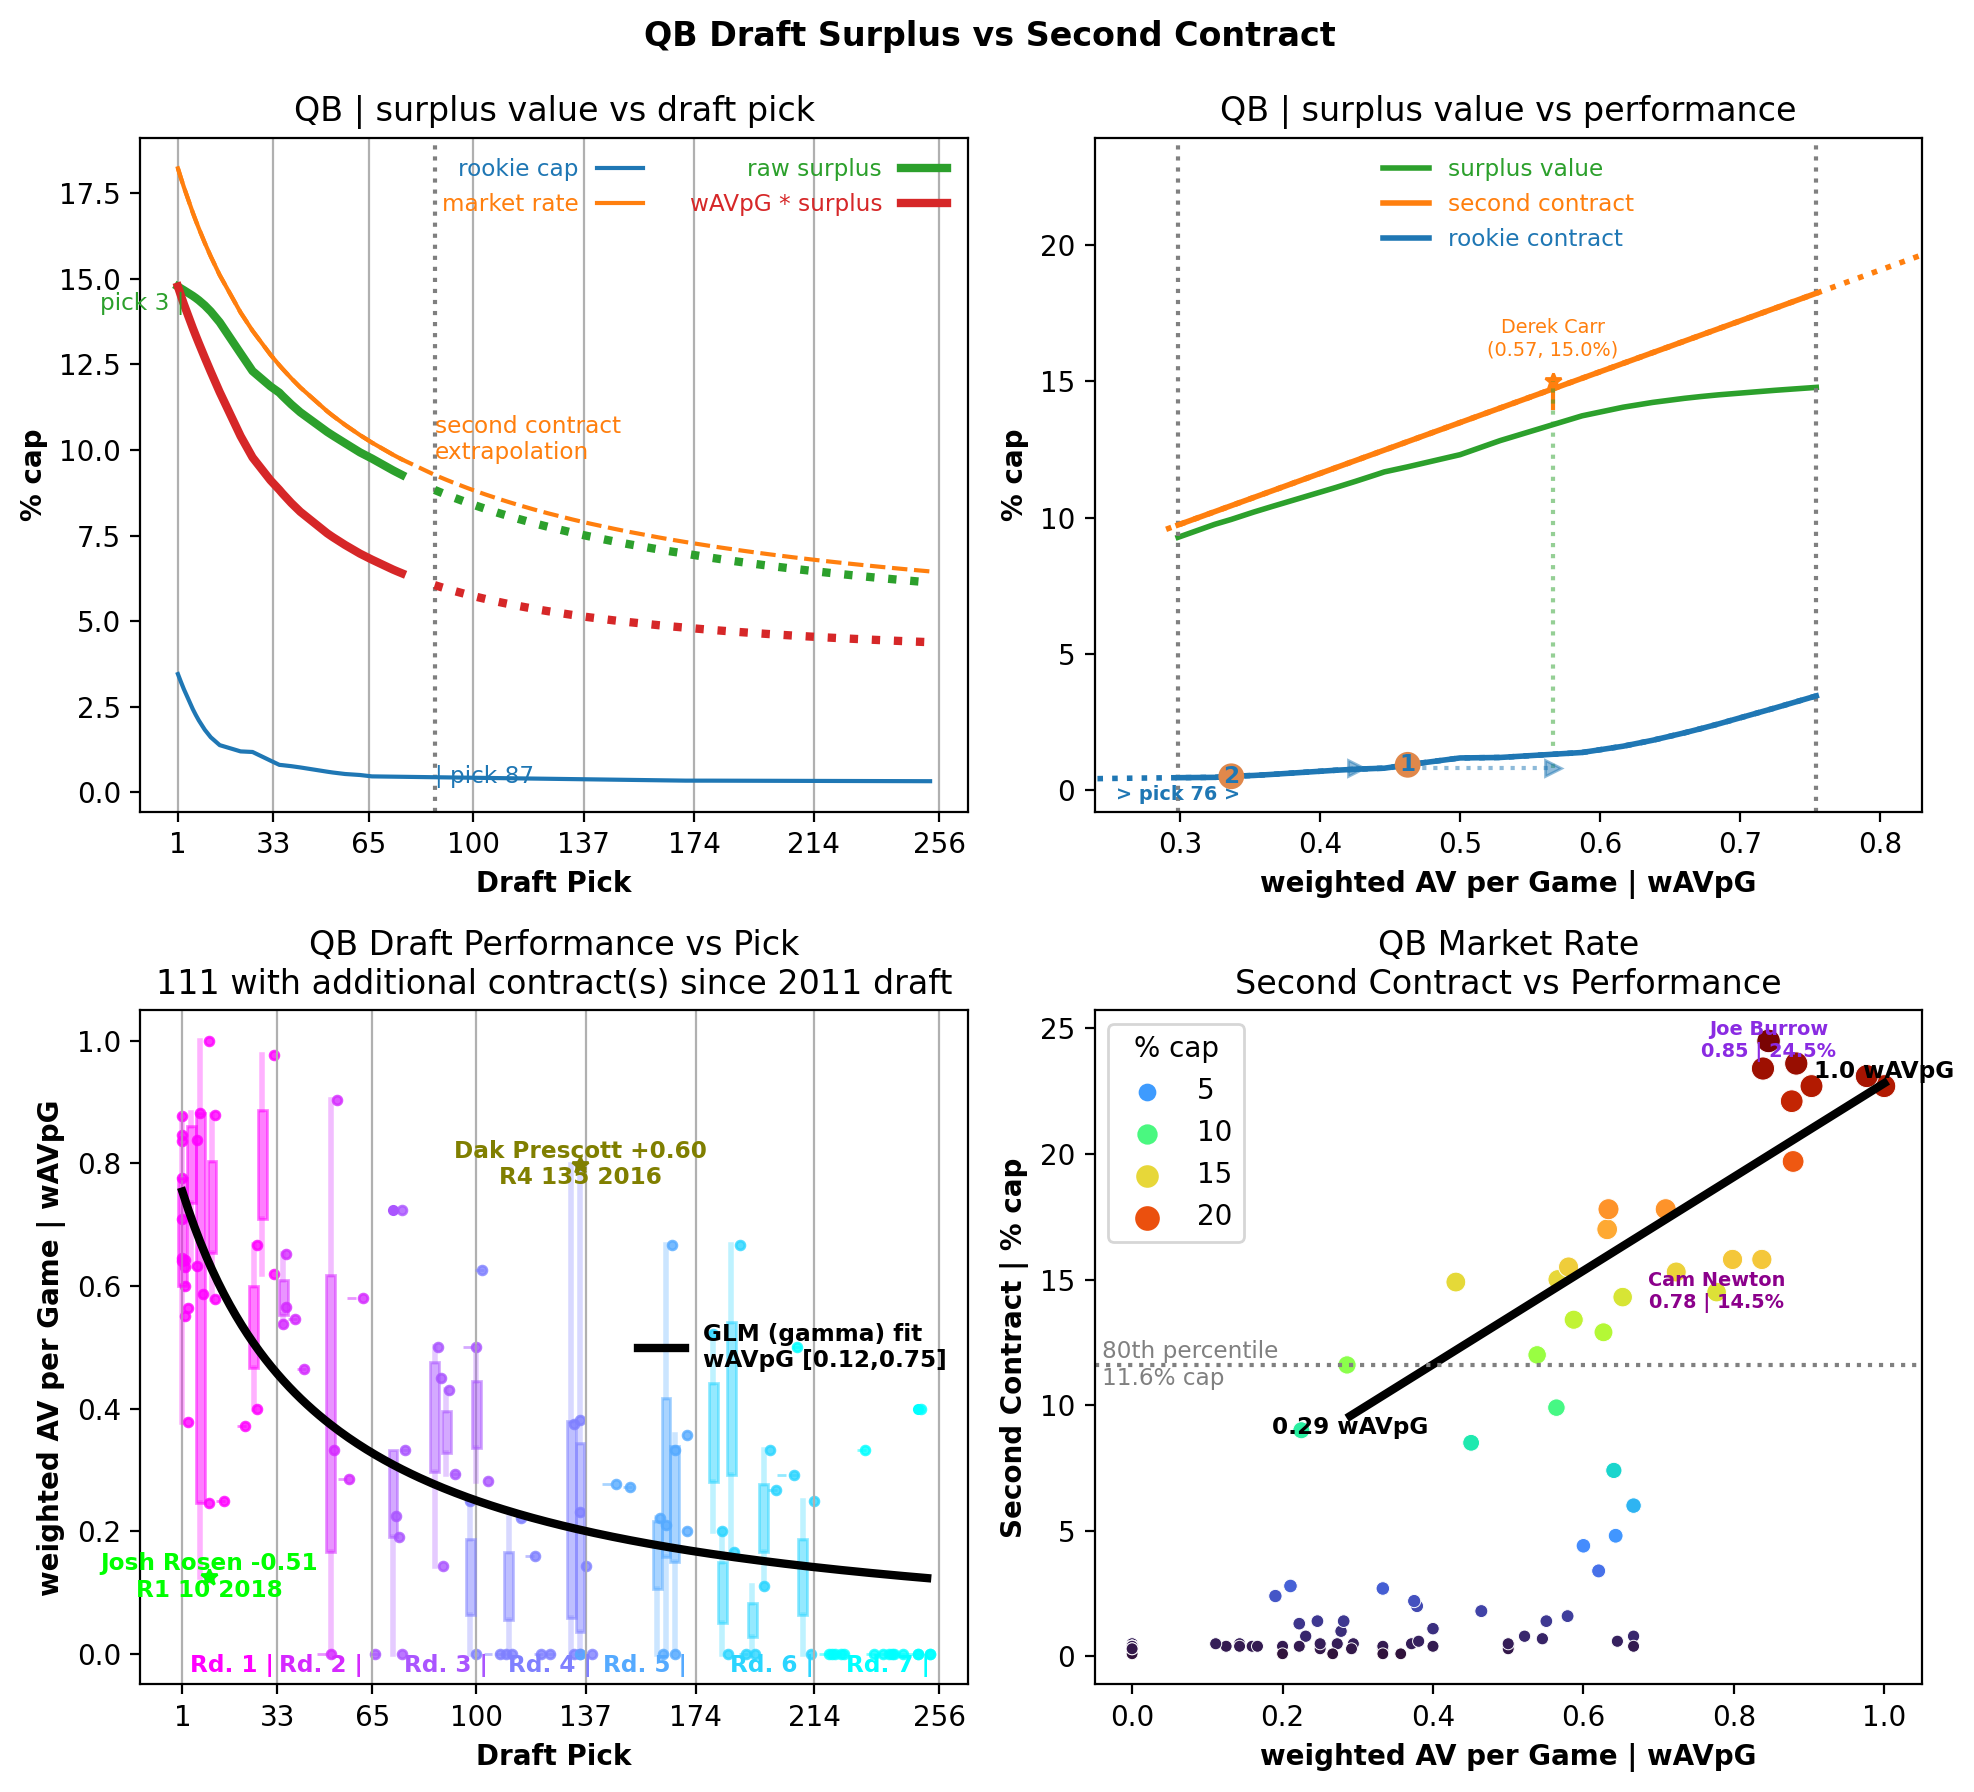 QB Draft Surplus vs Second Contract
QB | surplus value vs draft pick
% cap
17.5
15.0
12.5
10.0
7.5
5.0
2.5
0.0
rookie cap
market rate
raw surplus
wAVpG * surplus
pick 3 |
second contract
extrapolation
| pick 87
1 33 65 100 137 174 214 256
Draft Pick
QB | surplus value vs performance
% cap
20
15
10
5
0
surplus value
second contract
rookie contract
Derek Carr
(0.57, 15.0%)
2
1
> pick 76 >
0.3 0.4 0.5 0.6 0.7 0.8
weighted AV per Game | wAVpG
QB Draft Performance vs Pick
111 with additional contract(s) since 2011 draft
weighted AV per Game | wAVpG
1.0
0.8
0.6
0.4
0.2
0.0
Dak Prescott +0.60
R4 135 2016
GLM (gamma) fit
wAVpG [0.12,0.75]
Josh Rosen -0.51
R1 10 2018
Rd. 1 | Rd. 2 | Rd. 3 | Rd. 4 | Rd. 5 | Rd. 6 | Rd. 7 |
1 33 65 100 137 174 214 256
Draft Pick
QB Market Rate
Second Contract vs Performance
Second Contract | % cap
25
20
15
10
5
0
% cap
5
10
15
20
Joe Burrow
0.85 | 24.5%
1.0 wAVpG
Cam Newton
0.78 | 14.5%
80th percentile
11.6% cap
0.29 wAVpG
0.0 0.2 0.4 0.6 0.8 1.0
weighted AV per Game | wAVpG